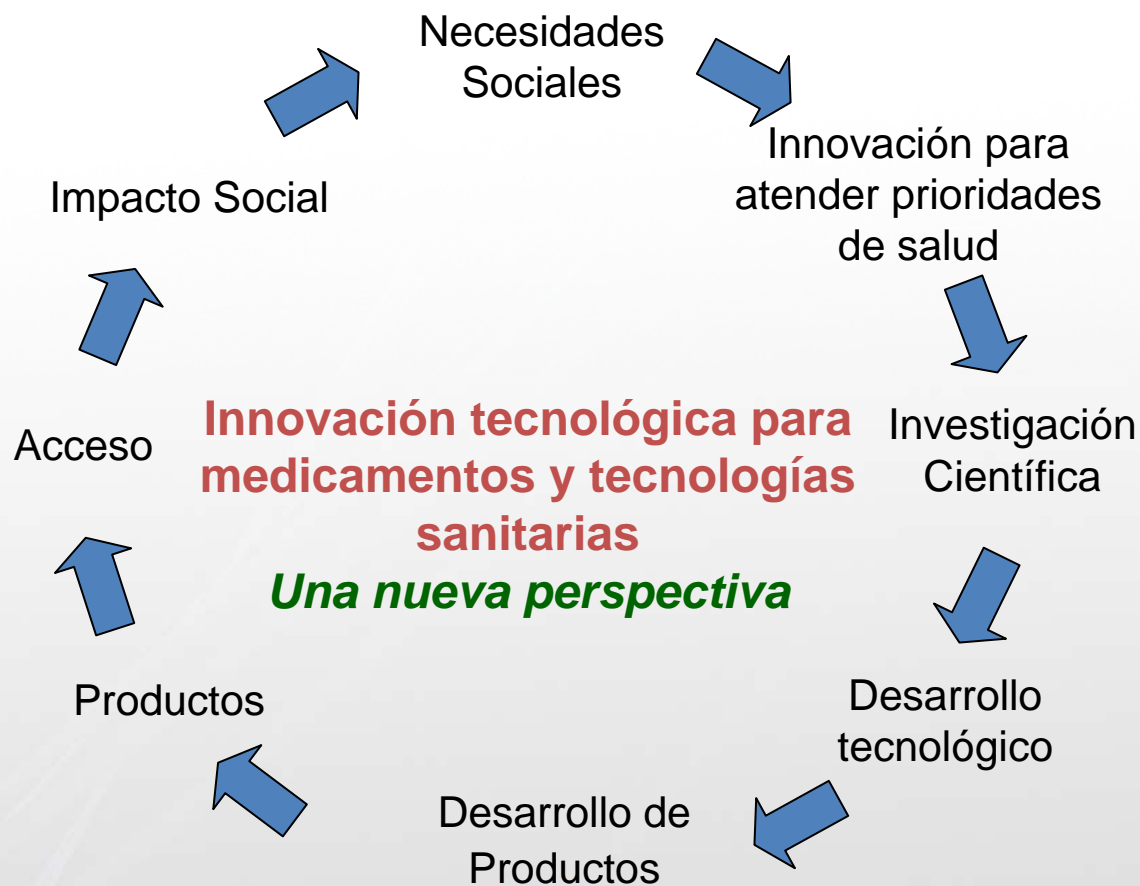 Necesidades
Sociales
Innovación para
atender prioridades
de salud
Investigación
Científica
Desarrollo
tecnológico
Desarrollo de
Productos
Productos
Acceso
Impacto Social
Innovación tecnológica para
medicamentos y tecnologías
sanitarias
Una nueva perspectiva